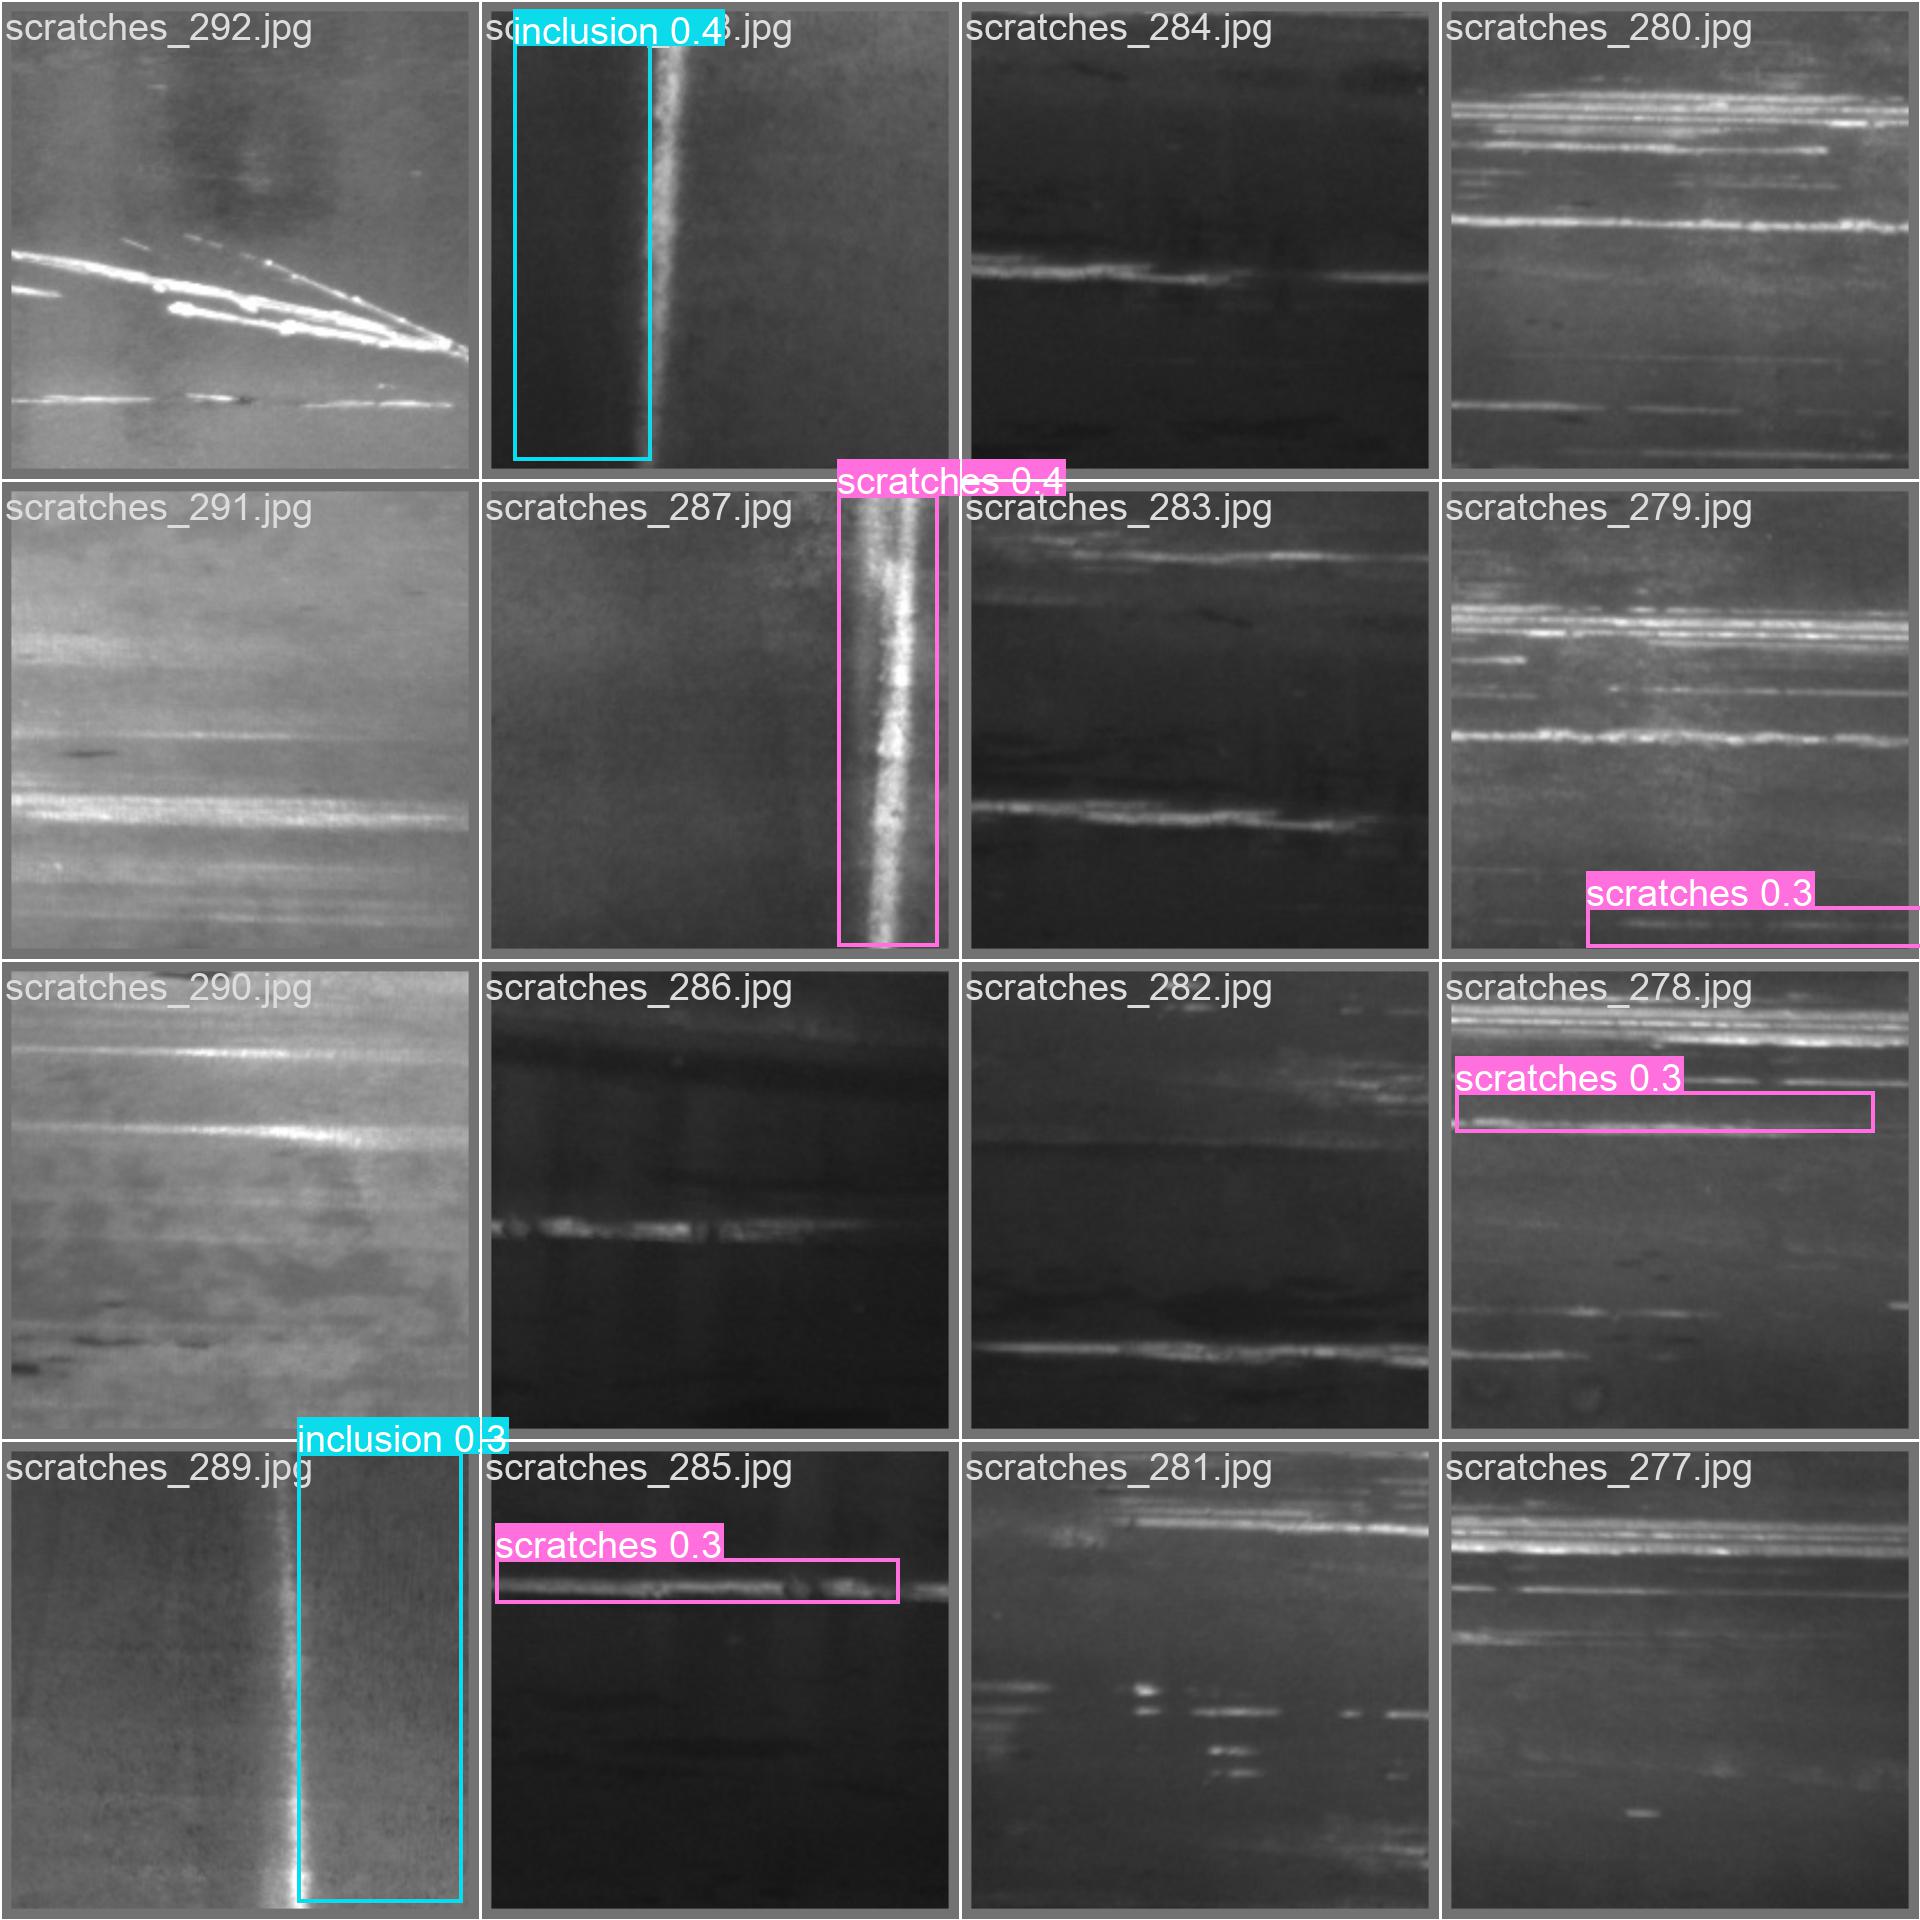 scratches_292.jpg
inclusion 0.4
scratches_284.jpg
scratches_280.jpg
scratches_291.jpg
scratches_287.jpg
scratches 0.4
scratches_283.jpg
scratches_279.jpg
scratches 0.3
scratches_290.jpg
scratches_286.jpg
scratches_282.jpg
scratches_278.jpg
scratches 0.3
scratches_289.jpg
inclusion 0.3
scratches_285.jpg
scratches 0.3
scratches_281.jpg
scratches_277.jpg